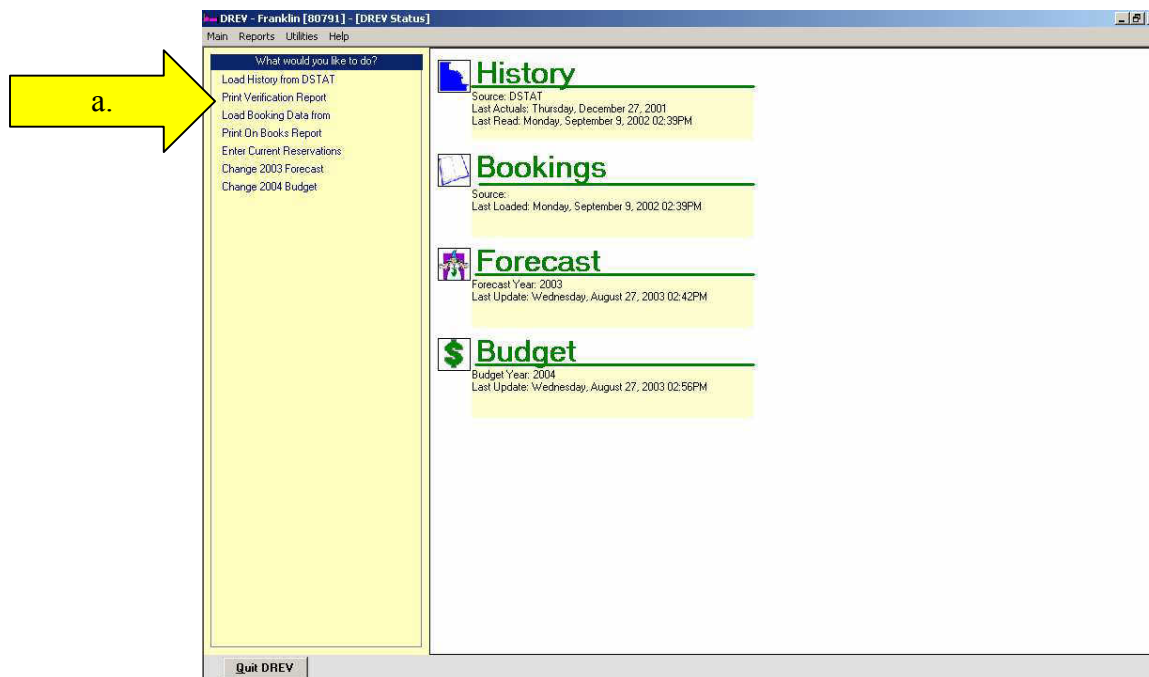 DREV - Franklin [80791] - [DREV Status]
Main Reports Utilities Help
a.
What would you like to do?
Load History from DSTAT
Print Verification Report
Load Booking Data from
Print On Books Report
Enter Current Reservations
Change 2003 Forecast
Change 2004 Budget
History
Source: DSTAT
Last Actuals: Thursday, December 27, 2001
Last Read: Monday, September 9, 2002 02:39PM
Bookings
Source:
Last Loaded: Monday, September 9, 2002 02:39PM
Forecast
Forecast Year: 2003
Last Update: Wednesday, August 27, 2003 02:42PM
$ Budget
Budget Year: 2004
Last Update: Wednesday, August 27, 2003 02:56PM
Quit DREV